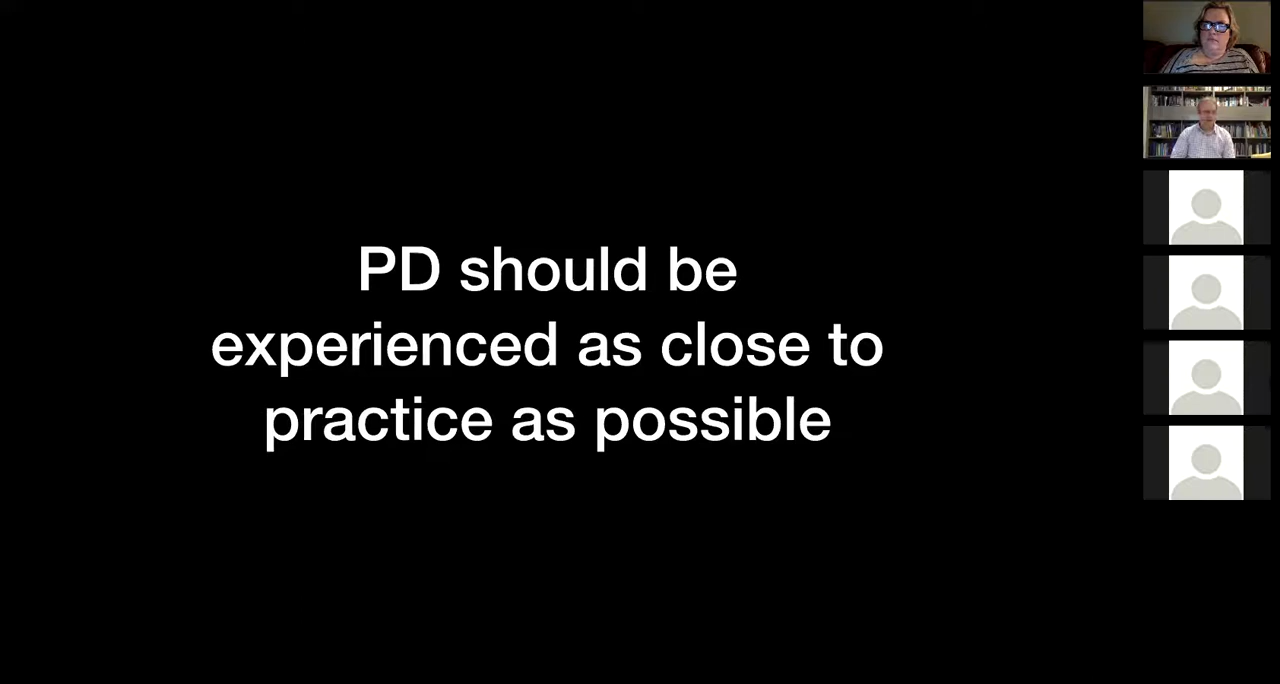 PD should be
experienced as close to
practice as possible